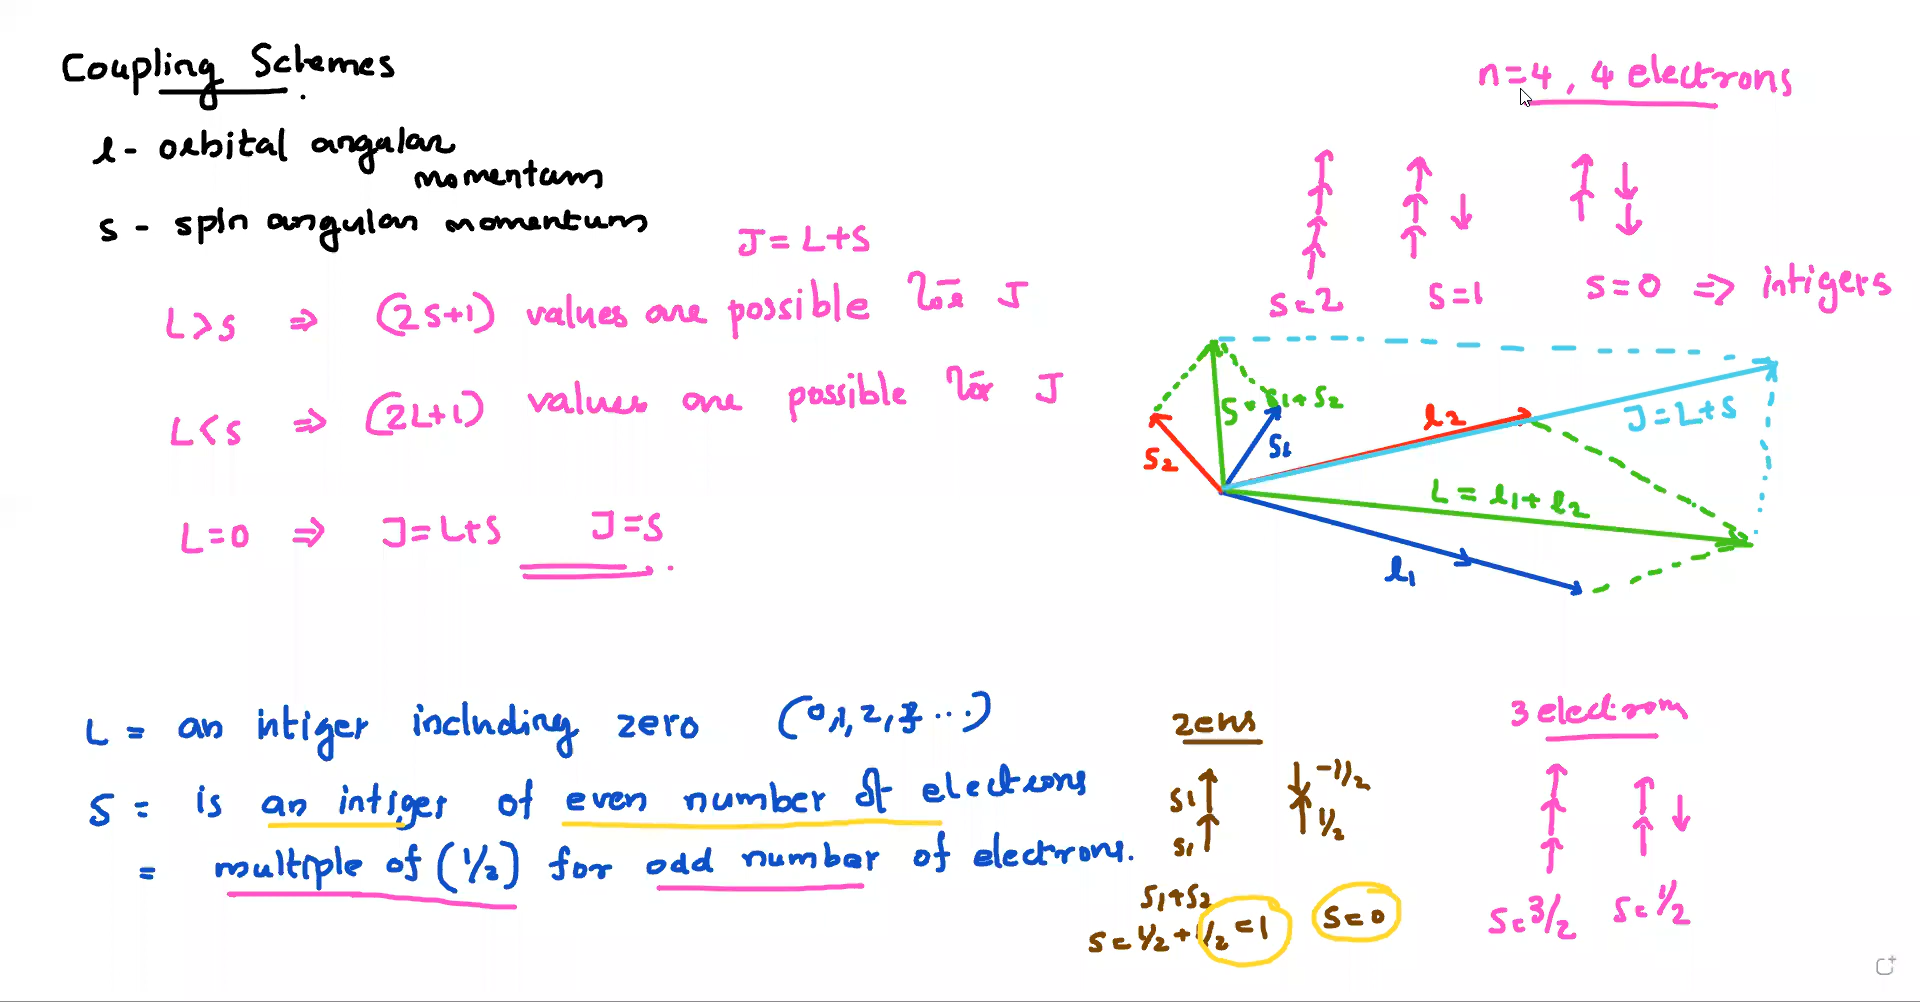 Coupling Schemes
l - orbital angular
momentum
s - spin angular momentum
J = L+S
L>S ⇒ (2S+1) values are possible for J
L<S ⇒ (2L+1) values are possible for J
L=0 ⇒ J=L+S J=S
n=4, 4 electrons
S=2 S=1 S=0 ⇒ intigers
S = S1+S2
S2
S1
l2
J=L+S
L = l1+l2
l1
L = an intiger including zero (0,1,2,3...)
S = is an intiger of even number of electrons
= multiple of (1/2) for odd number of electrons.
2ens
S1
S1
-1/2
1/2
S1+S2
S=1/2+1/2=1
S=0
3 electrom
S=3/2 S=1/2